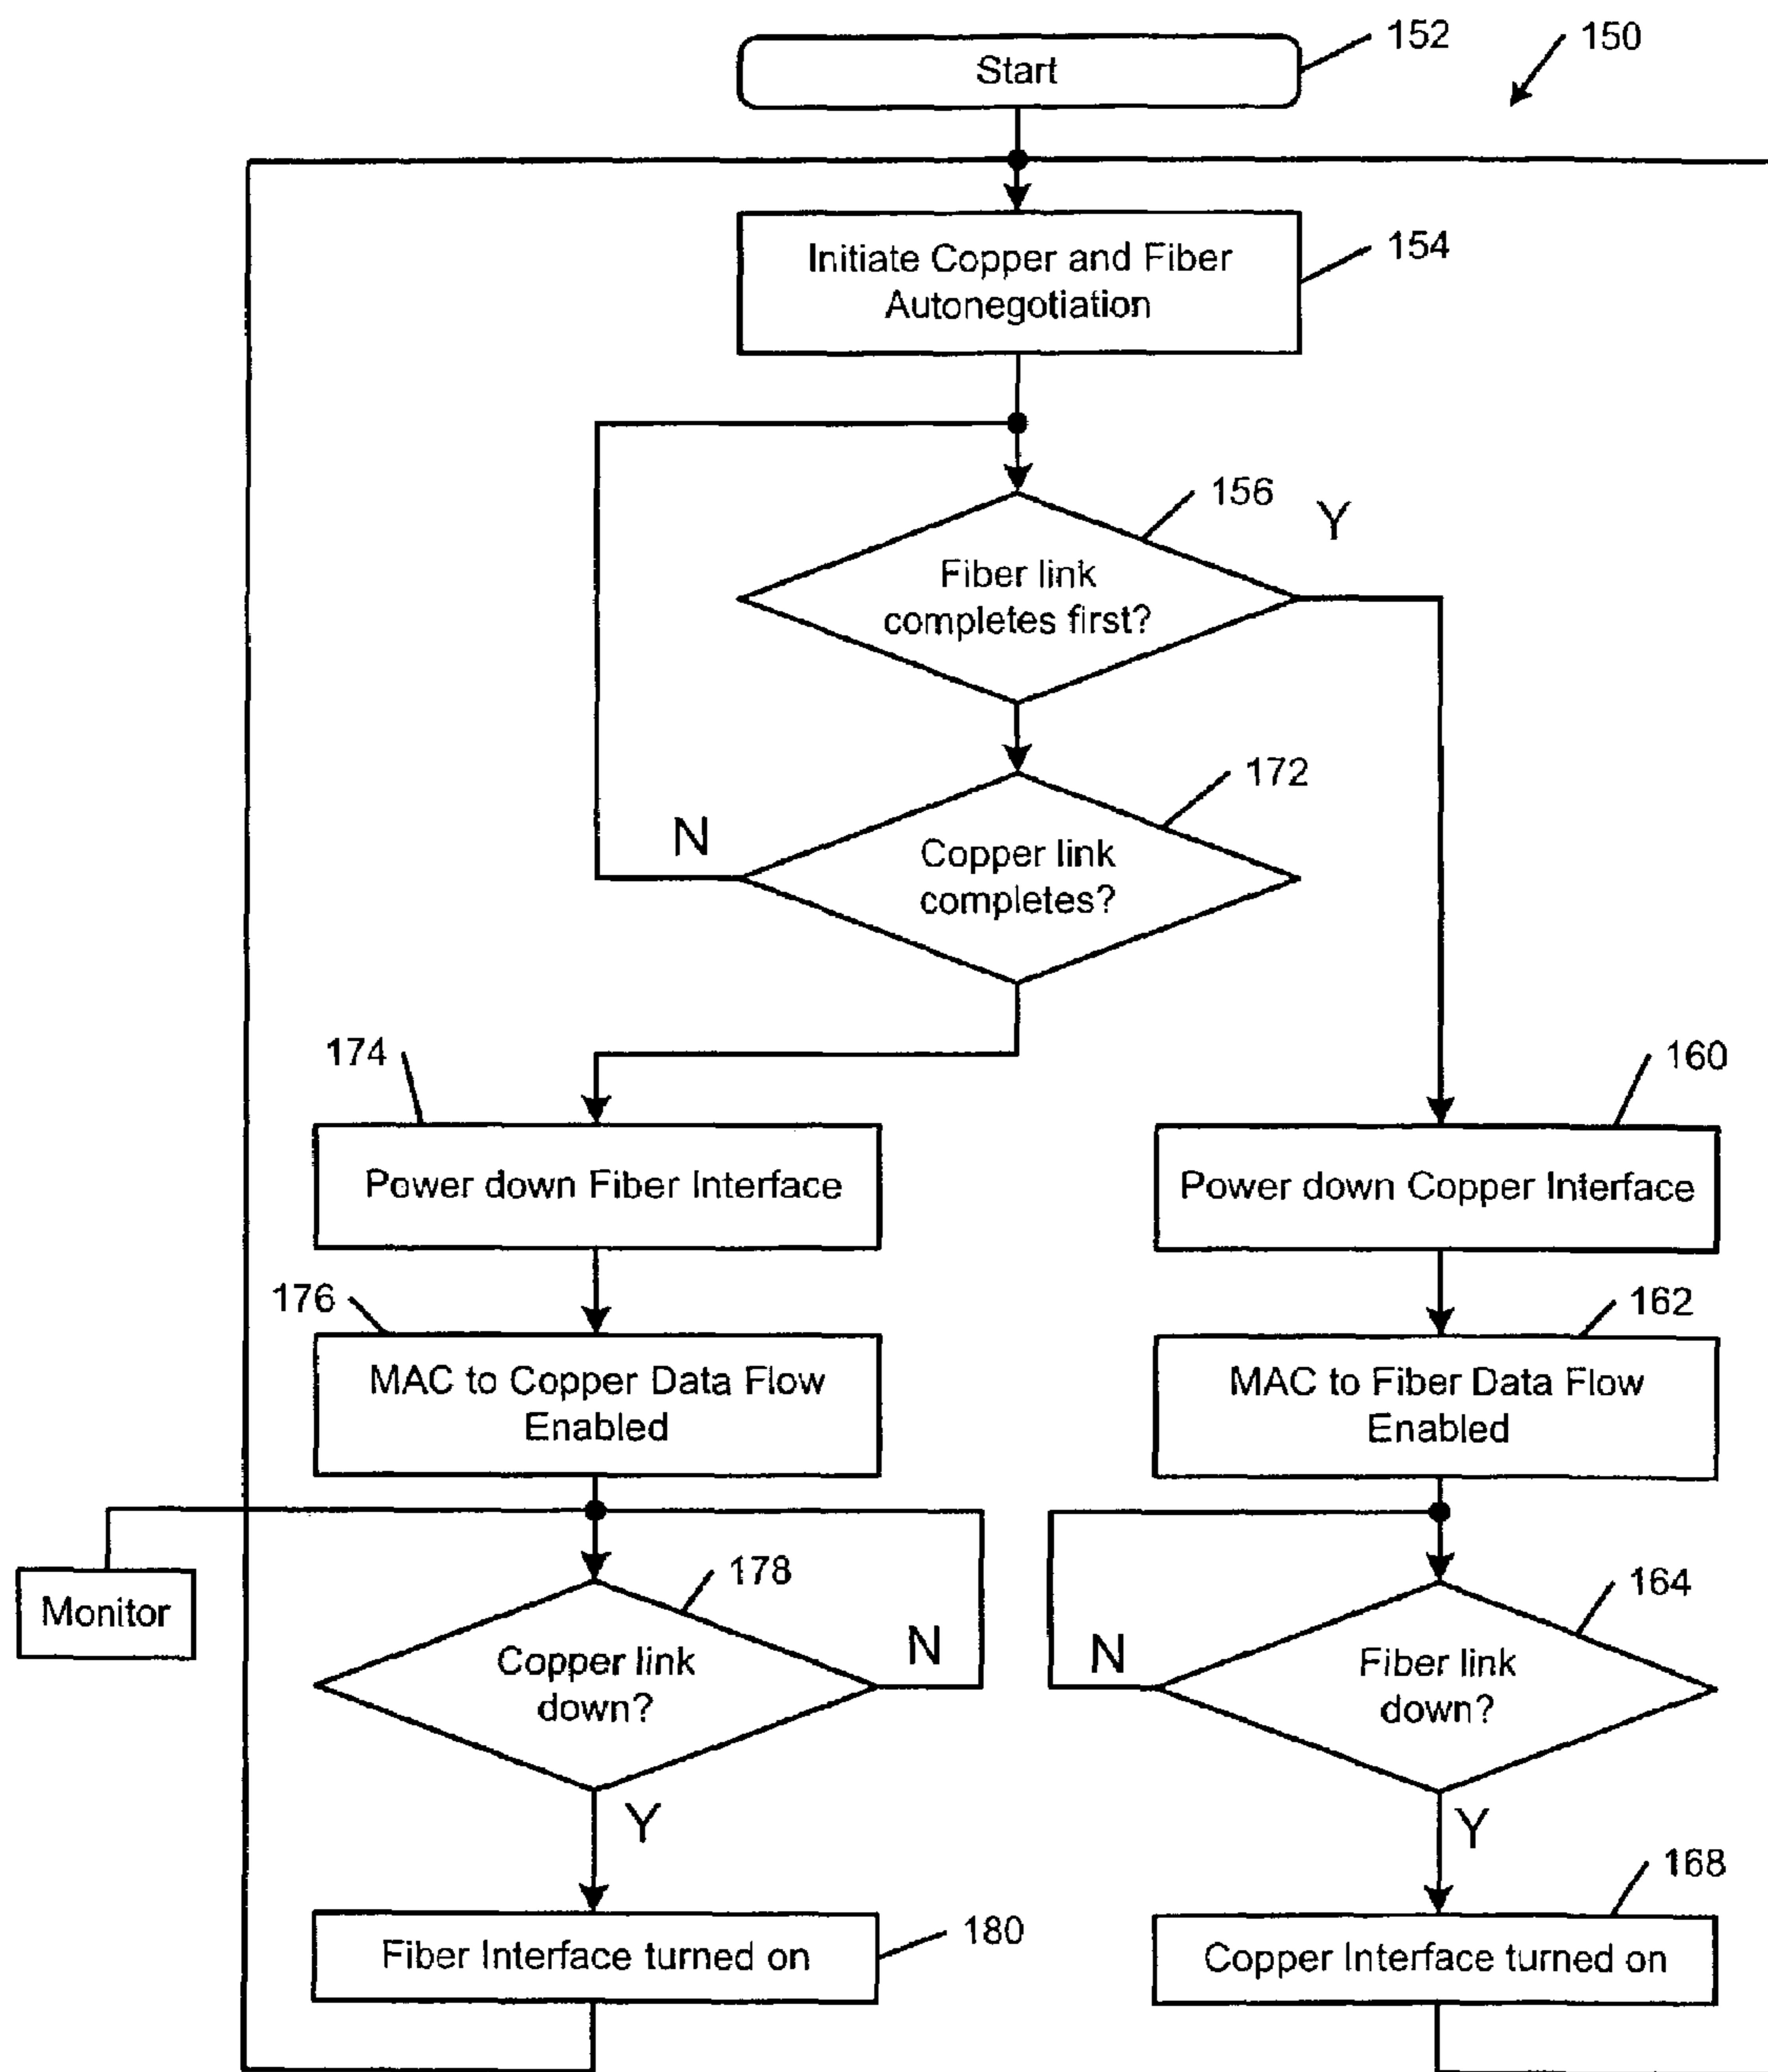 152
150
Start
Initiate Copper and Fiber
Autonegotiation
154
156
Y
Fiber link
completes first?
172
N
Copper link
completes?
174
160
Power down Fiber Interface
Power down Copper Interface
176
162
MAC to Copper Data Flow
Enabled
MAC to Fiber Data Flow
Enabled
178
164
Monitor
Copper link
down?
N
N
Fiber link
down?
Y
Y
168
Fiber Interface turned on
180
Copper Interface turned on